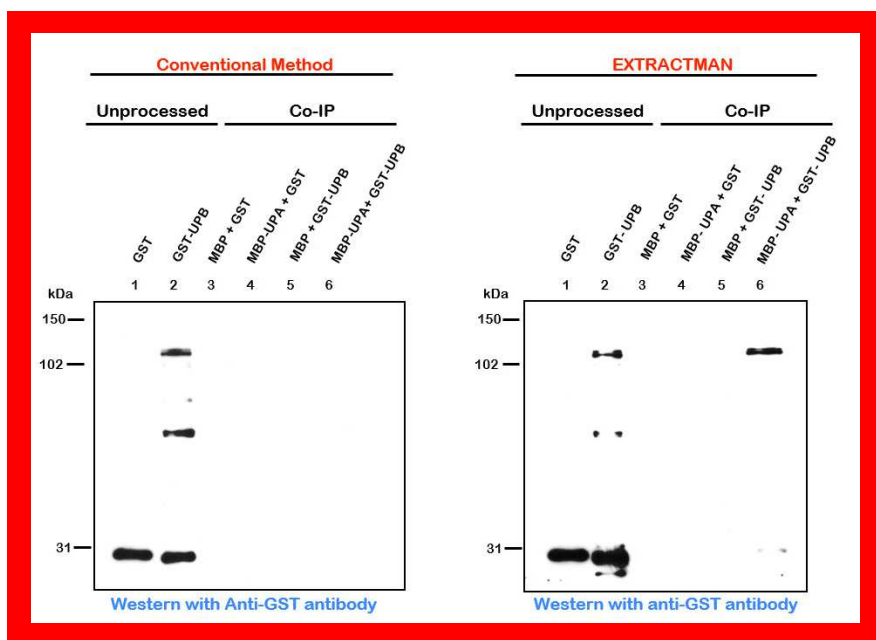 Conventional Method
Unprocessed Co-IP
GST
GST-UPB
MBP + GST
MBP-UPA + GST
MBP + GST-UPB
MBP-UPA+ GST-UPB
1 2 3 4 5 6
kDa
150
102
31
Western with Anti-GST antibody
EXTRACTMAN
Unprocessed Co-IP
GST
GST- UPB
MBP + GST
MBP- UPA + GST
MBP + GST- UPB
MBP- UPA+ GST- UPB
1 2 3 4 5 6
kDa
150
102
31
Western with anti-GST antibody